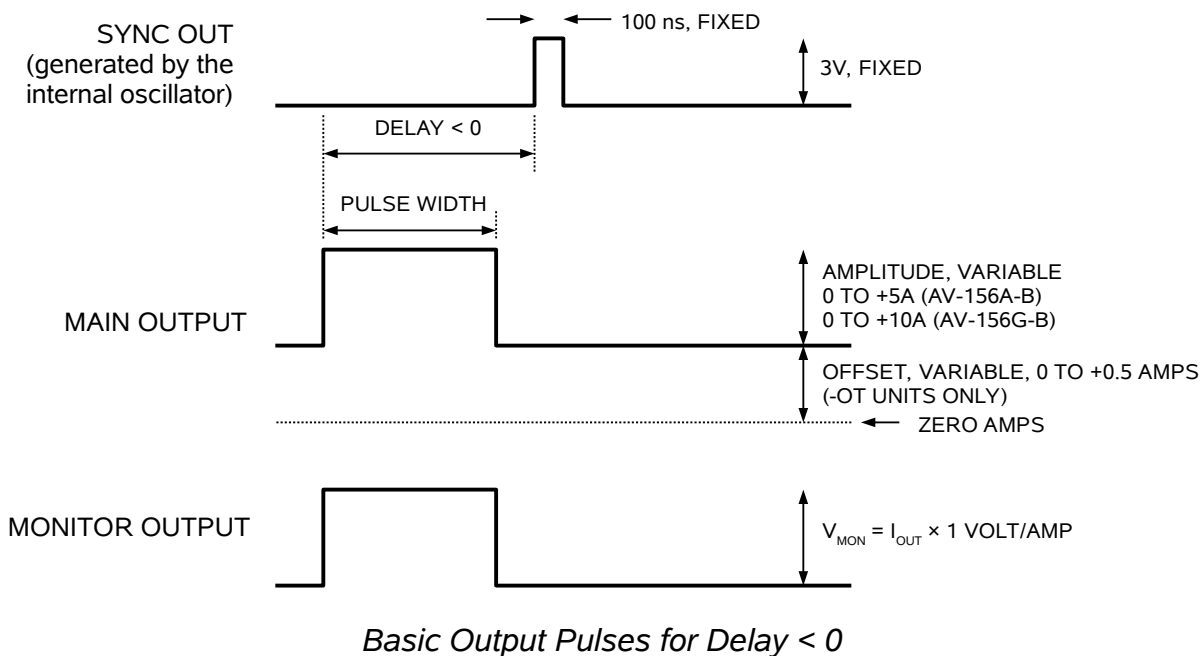 100 ns, FIXED
SYNC OUT
(generated by the
internal oscillator)
3V, FIXED
DELAY < 0
PULSE WIDTH
AMPLITUDE, VARIABLE
0 TO +5A (AV-156A-B)
0 TO +10A (AV-156G-B)
MAIN OUTPUT
OFFSET, VARIABLE, 0 TO +0.5 AMPS
(-OT UNITS ONLY)
ZERO AMPS
MONITOR OUTPUT
VMON = IOUT × 1 VOLT/AMP
Basic Output Pulses for Delay < 0